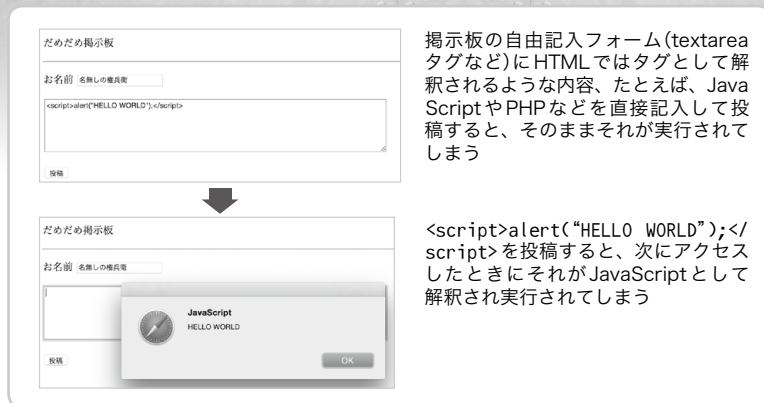 だめだめ掲示板
お名前 名無しの権兵衛
<script>alert("HELLO WORLD");</script>
投稿
掲示板の自由記入フォーム(textarea
タグなど)にHTMLではタグとして解
釈されるような内容、たとえば、Java
ScriptやPHPなどを直接記入して投
稿すると、そのままそれが実行されて
しまう
だめだめ掲示板
お名前 名無しの権兵衛
JavaScript
HELLO WORLD
OK
投稿
<script>alert(“HELLO WORLD”);</
script>を投稿すると、次にアクセス
したときにそれがJavaScriptとして
解釈され実行されてしまう